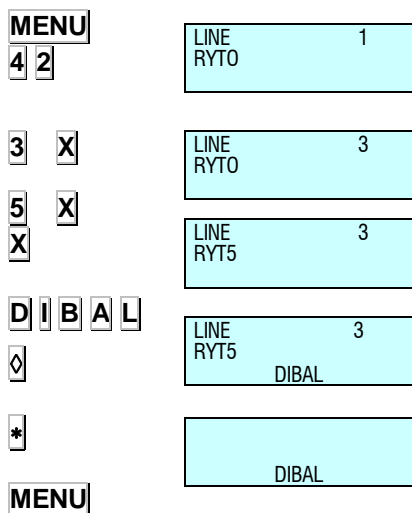 MENU
4 2
LINE 1
RYT0
3 X
LINE 3
RYT0
5 X
X
LINE 3
RYT5
D I B A L
◊
LINE 3
RYT5
DIBAL
*
DIBAL
MENU